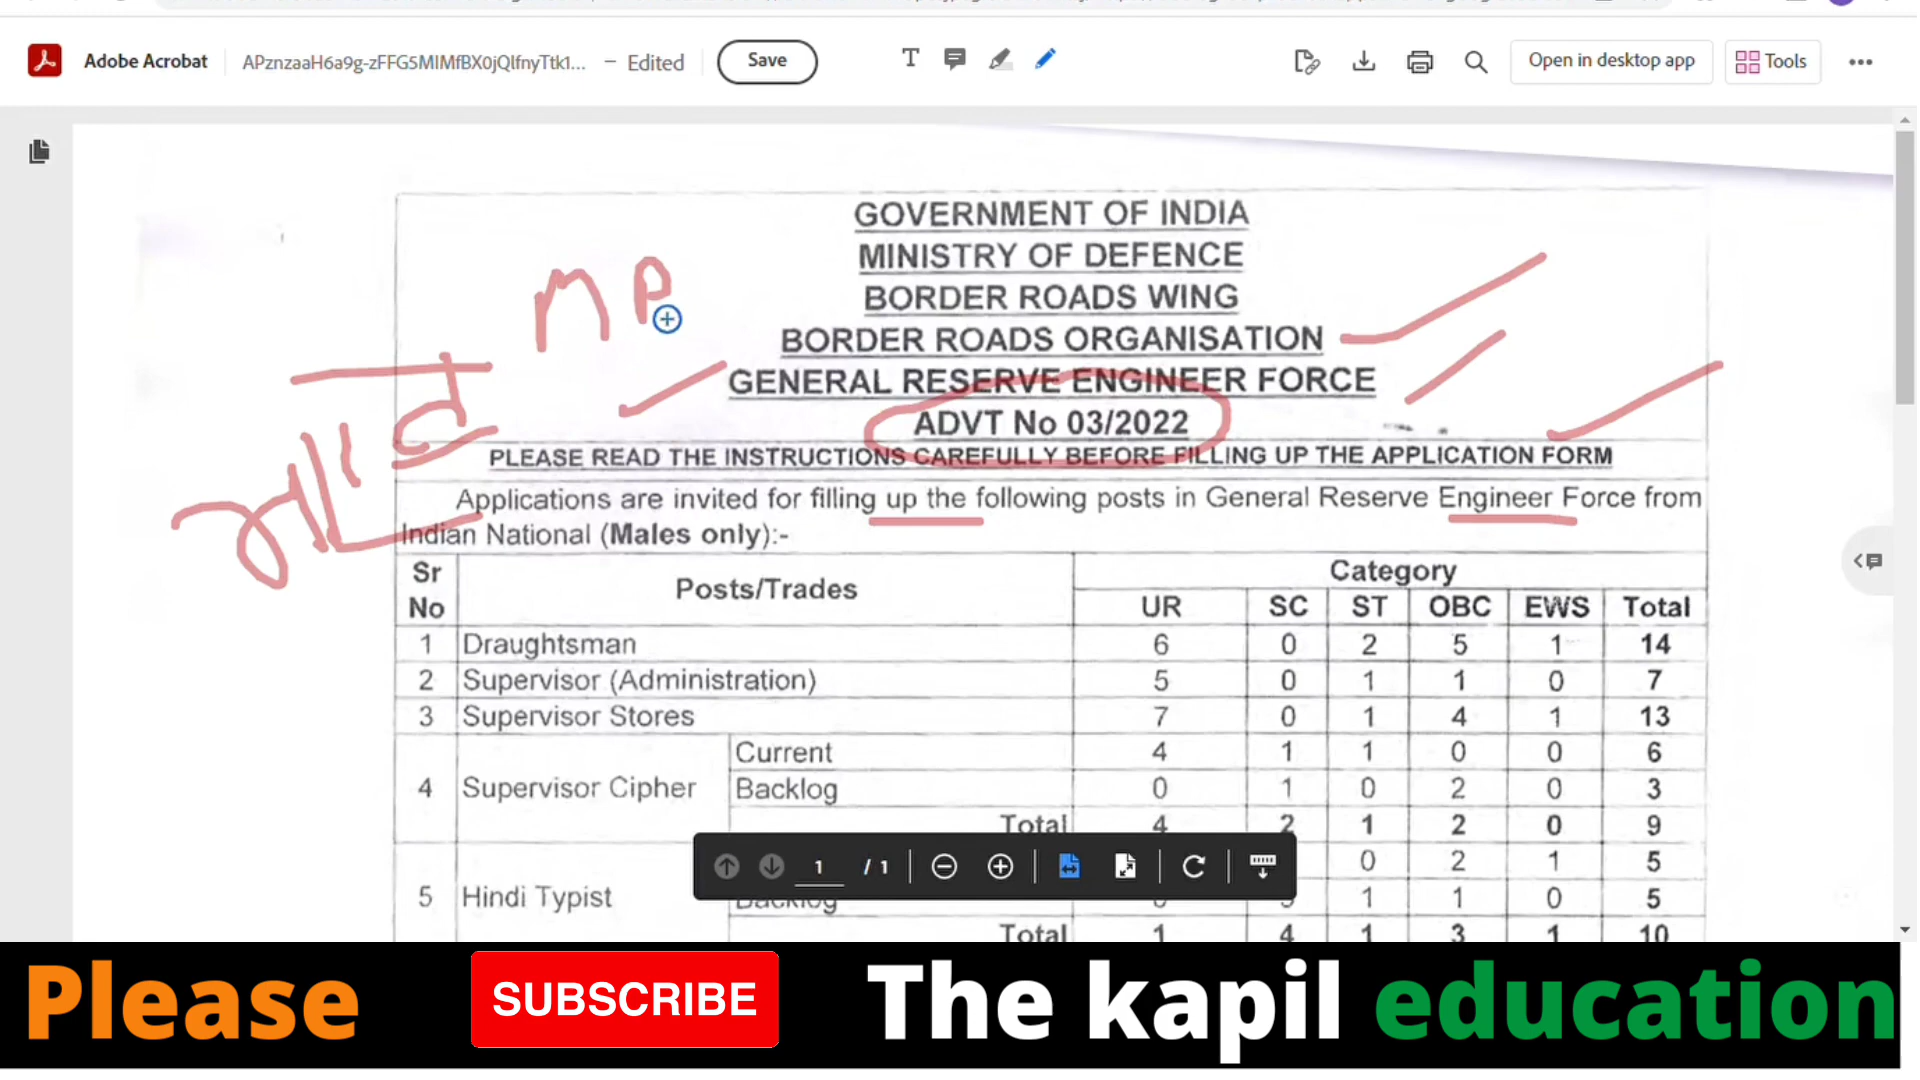 Adobe Acrobat
APznzaaH6a9g-zFFG5MIMfBX0jQlfnyTtk1... – Edited
Save
T
Open in desktop app
Tools
GOVERNMENT OF INDIA
MINISTRY OF DEFENCE
BORDER ROADS WING
BORDER ROADS ORGANISATION
GENERAL RESERVE ENGINEER FORCE
ADVT No 03/2022
MP
PLEASE READ THE INSTRUCTIONS CAREFULLY BEFORE FILLING UP THE APPLICATION FORM
Applications are invited for filling up the following posts in General Reserve Engineer Force from
Indian National (Males only):-
Sr No Posts/Trades Category
UR SC ST OBC EWS Total
1 Draughtsman 6 0 2 5 1 14
2 Supervisor (Administration) 5 0 1 1 0 7
3 Supervisor Stores 7 0 1 4 1 13
4 Supervisor Cipher Current 4 1 1 0 0 6
Backlog 0 1 0 2 0 3
Total 4 2 1 2 0 9
5 Hindi Typist 0 2 1 5
Backlog 1 1 0 5
Total 1 4 1 3 1 10
1 / 1
Please SUBSCRIBE The kapil education